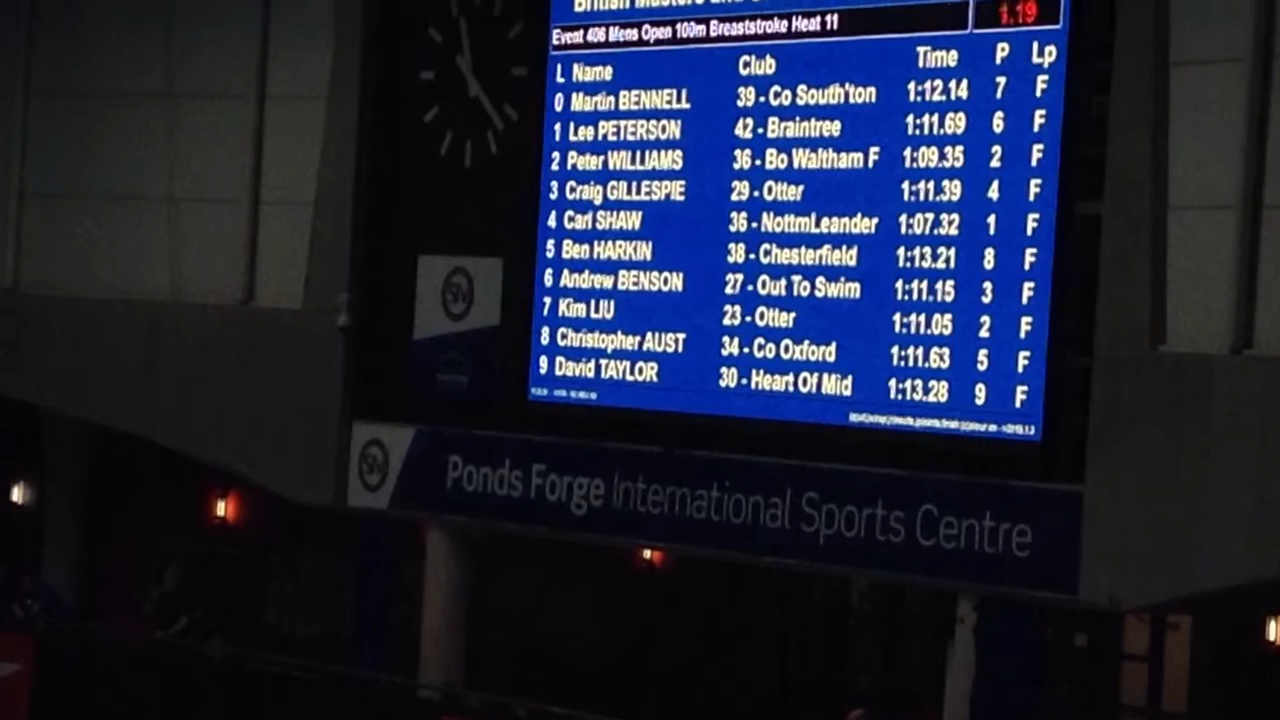 British Masters and
Event 406 Mens Open 100m Breaststroke Heat 11
1.19
L Name Club Time P Lp
0 Martin BENNELL 39 - Co South'ton 1:12.14 7 F
1 Lee PETERSON 42 - Braintree 1:11.69 6 F
2 Peter WILLIAMS 36 - Bo Waltham F 1:09.35 2 F
3 Craig GILLESPIE 29 - Otter 1:11.39 4 F
4 Carl SHAW 36 - NottmLeander 1:07.32 1 F
5 Ben HARKIN 38 - Chesterfield 1:13.21 8 F
6 Andrew BENSON 27 - Out To Swim 1:11.15 3 F
7 Kim LIU 23 - Otter 1:11.05 2 F
8 Christopher AUST 34 - Co Oxford 1:11.63 5 F
9 David TAYLOR 30 - Heart Of Mid 1:13.28 9 F
Ponds Forge International Sports Centre